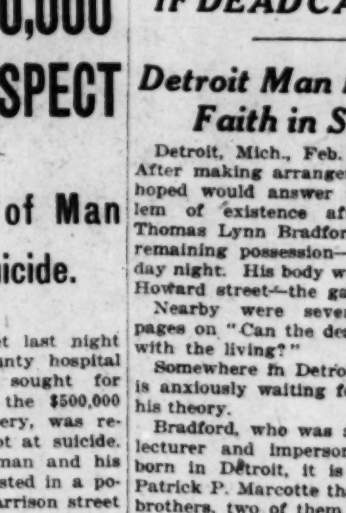 0,000
SPECT
of Man
icide.
t last night
nty hospital
sought for
the $500,000
ery, was re-
ot at suicide.
man and his
sted in a po-
arrison street
IF DEAD CA
Detroit Man
Faith in S
Detroit, Mich., Feb.
After making arrange
hoped would answer
lem of existence af
Thomas Lynn Bradfor
remaining possession—
day night. His body w
Howard street—the ga
Nearby were seve
pages on "Can the de
with the living?"
Somewhere in Detro
is anxiously waiting f
his theory.
Bradford, who was
lecturer and imperson
born in Detroit, it is
Patrick P. Marcotte th
brothers, two of them